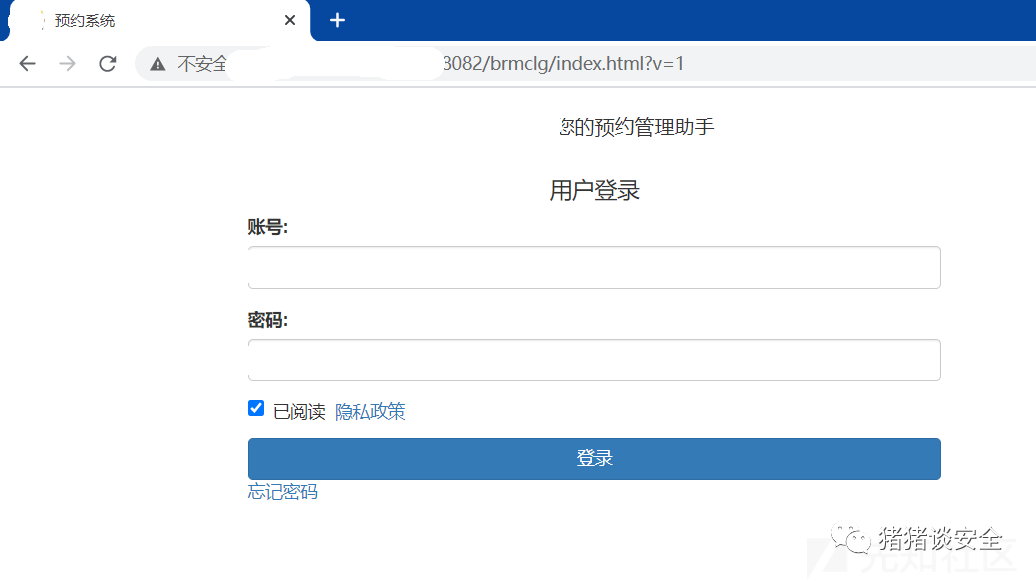 预约系统
不安全 3082/brmclg/index.html?v=1
您的预约管理助手
用户登录
账号:
密码:
已阅读 隐私政策
登录
忘记密码
猪猪谈安全
先知社区